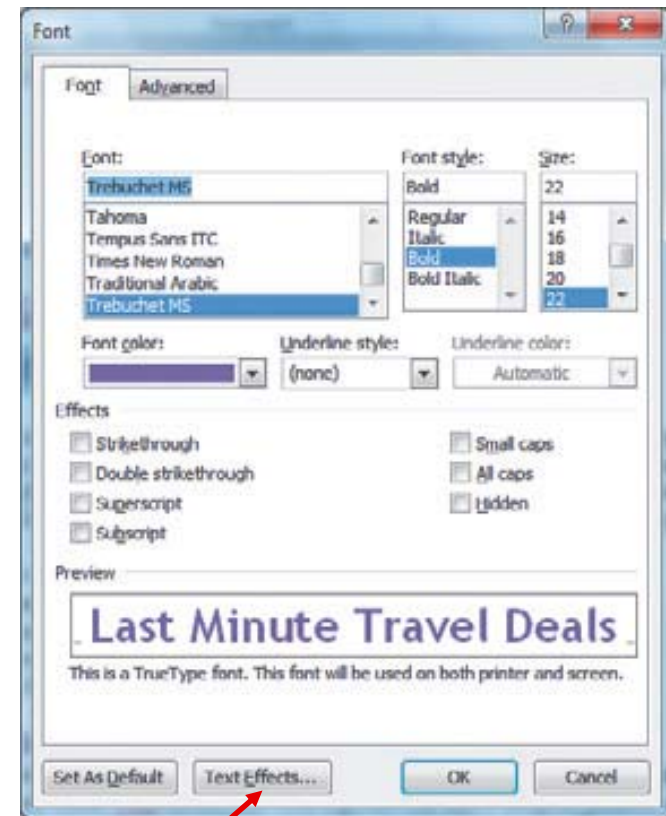 Font
Font Advanced
Font: Font style: Size:
Trebuchet MS Bold 22
Tahoma Regular 14
Tempus Sans ITC Italic 16
Times New Roman Bold 18
Traditional Arabic Bold Italic 20
Trebuchet MS 22
Font color: Underline style: Underline color:
(none) Automatic
Effects
Strikethrough Small caps
Double strikethrough All caps
Superscript Hidden
Subscript
Preview
Last Minute Travel Deals
This is a TrueType font. This font will be used on both printer and screen.
Set As Default Text Effects... OK Cancel